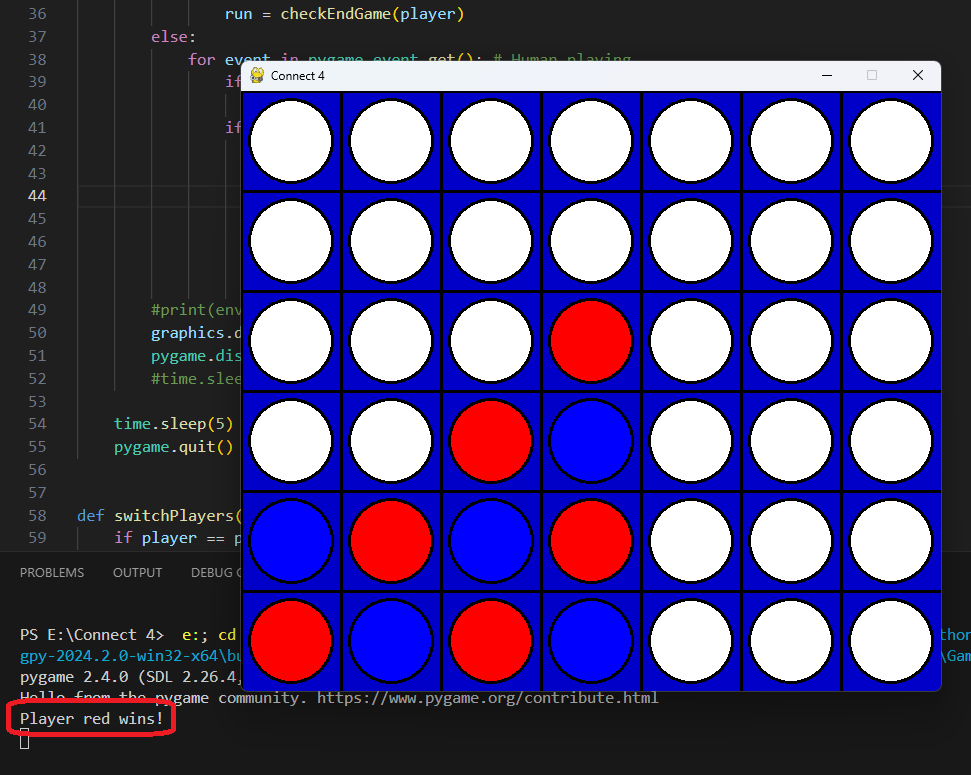 36 run = checkEndGame(player)
37 else:
38 for event in pygame.event.get(): # Human playing
Connect 4
39 if
40
41 if
42
43
44
45
46
47
48
49 #print(env
50 graphics.d
51 pygame.dis
52 #time.slee
53
54 time.sleep(5)
55 pygame.quit()
56
57
58 def switchPlayers(
59 if player == p
PROBLEMS OUTPUT DEBUG C
PS E:\Connect 4> e:; cd thon
gpy-2024.2.0-win32-x64\bu \Gam
pygame 2.4.0 (SDL 2.26.4,
Hello from the pygame community. https://www.pygame.org/contribute.html
Player red wins!